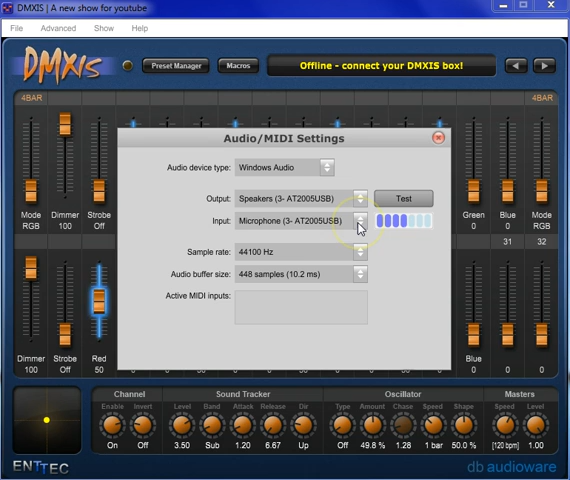 DMXIS | A new show for youtube
File Advanced Show Help
DMXIS Preset Manager Macros Offline - connect your DMXIS box!
4BAR 4BAR
Audio/MIDI Settings
Audio device type: Windows Audio
Output: Speakers (3- AT2005USB) Test
Input: Microphone (3- AT2005USB)
Sample rate: 44100 Hz
Audio buffer size: 448 samples (10.2 ms)
Active MIDI inputs:
Mode Dimmer Strobe Green Blue Mode
RGB 100 Off 0 0 RGB
31 32
Dimmer Strobe Red Blue
100 Off 50 0 0 0
Channel Sound Tracker Oscillator Masters
Enable Invert Level Band Attack Release Dir Type Amount Chase Speed Shape Speed Level
On Off 3.50 Sub 1.20 6.67 Up Off 49.8 % 1.28 1 bar 50.0 % [120 bpm] 1.00
ENTTEC db audioware